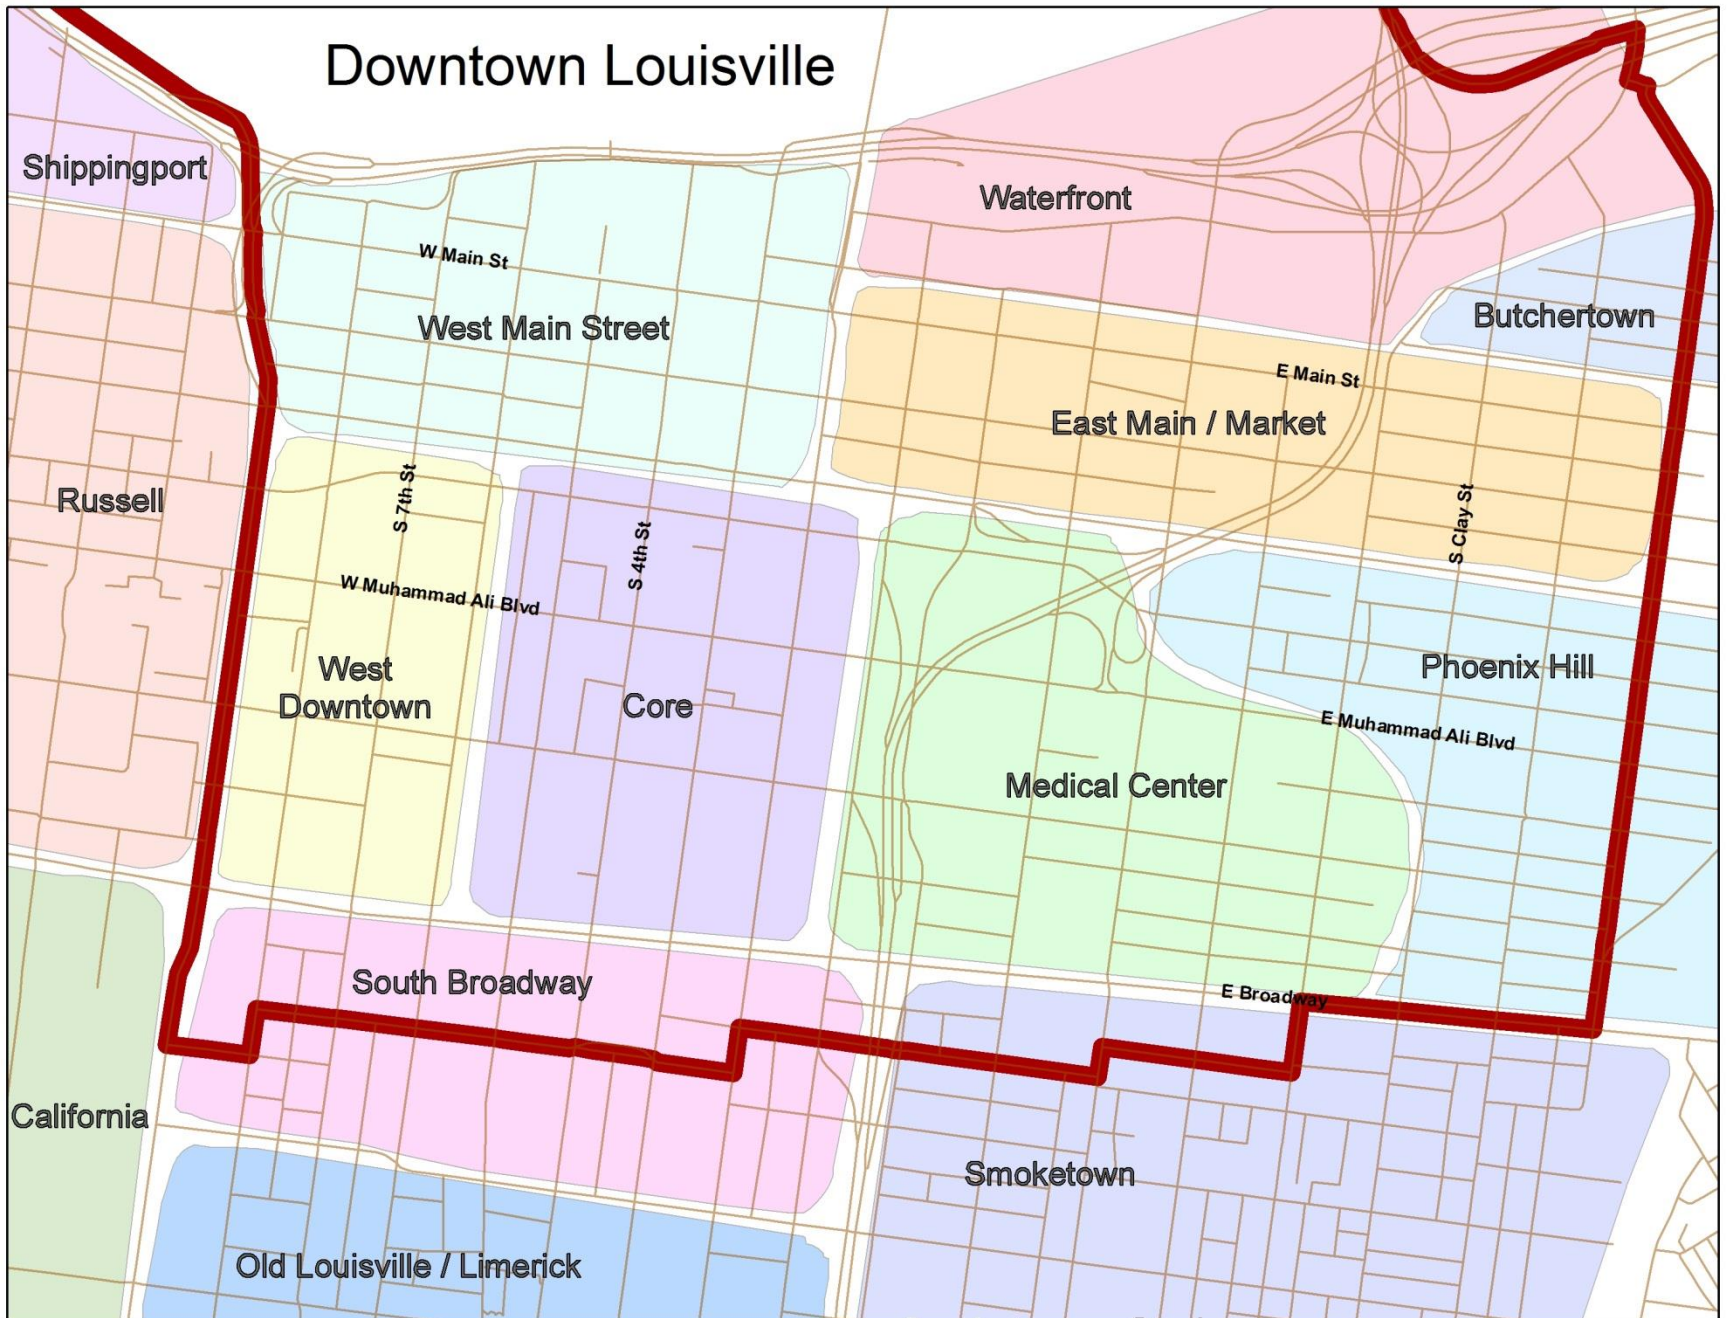 Downtown Louisville
Shippingport
Waterfront
W Main St
West Main Street
Butchertown
E Main St
East Main / Market
Russell
S 7th St
S 4th St
S Clay St
W Muhammad Ali Blvd
West
Downtown
Core
Phoenix Hill
E Muhammad Ali Blvd
Medical Center
South Broadway
E Broadway
California
Smoketown
Old Louisville / Limerick